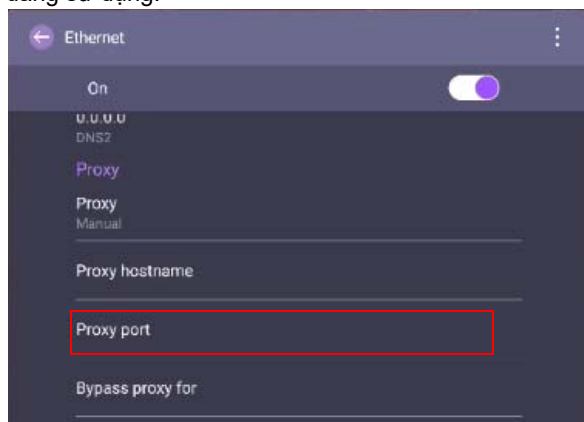 đang sử dụng.
Ethernet
On
0.0.0.0
DNS2
Proxy
Proxy
Manual
Proxy hostname
Proxy port
Bypass proxy for